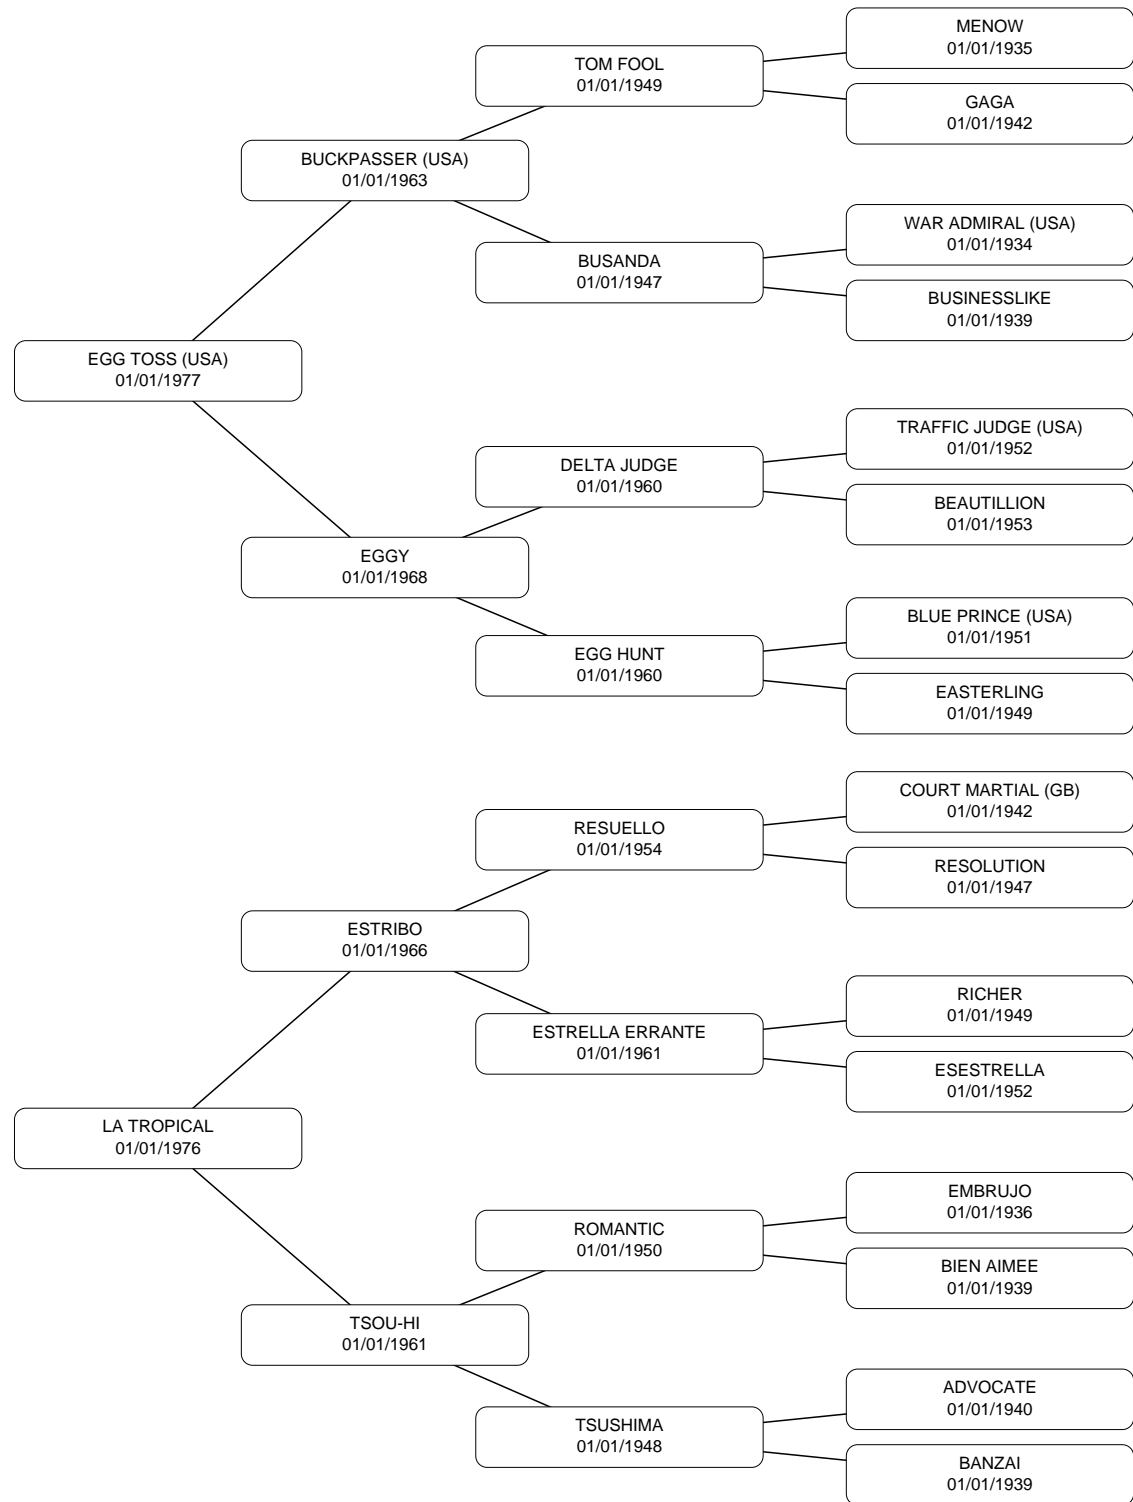 MENOW
01/01/1935
TOM FOOL
01/01/1949
GAGA
01/01/1942
BUCKPASSER (USA)
01/01/1963
WAR ADMIRAL (USA)
01/01/1934
BUSANDA
01/01/1947
BUSINESSLIKE
01/01/1939
EGG TOSS (USA)
01/01/1977
TRAFFIC JUDGE (USA)
01/01/1952
DELTA JUDGE
01/01/1960
BEAUTILLION
01/01/1953
EGGY
01/01/1968
BLUE PRINCE (USA)
01/01/1951
EGG HUNT
01/01/1960
EASTERLING
01/01/1949
COURT MARTIAL (GB)
01/01/1942
RESUELLO
01/01/1954
RESOLUTION
01/01/1947
ESTRIBO
01/01/1966
RICHER
01/01/1949
ESTRELLA ERRANTE
01/01/1961
ESESTRELLA
01/01/1952
LA TROPICAL
01/01/1976
EMBRUJO
01/01/1936
ROMANTIC
01/01/1950
BIEN AIMEE
01/01/1939
TSOU-HI
01/01/1961
ADVOCATE
01/01/1940
TSUSHIMA
01/01/1948
BANZAI
01/01/1939